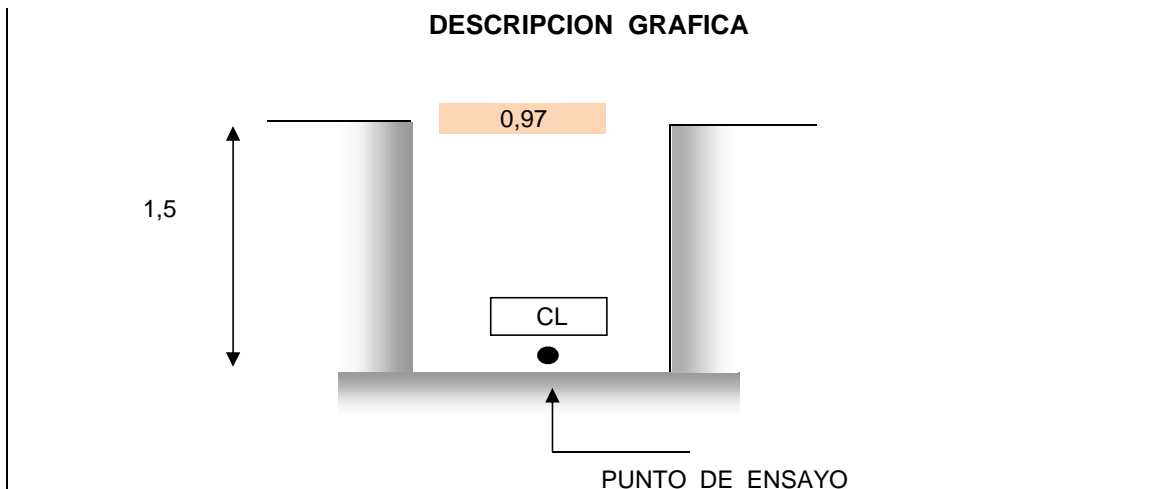 DESCRIPCION GRAFICA
0,97
1,5
CL
PUNTO DE ENSAYO